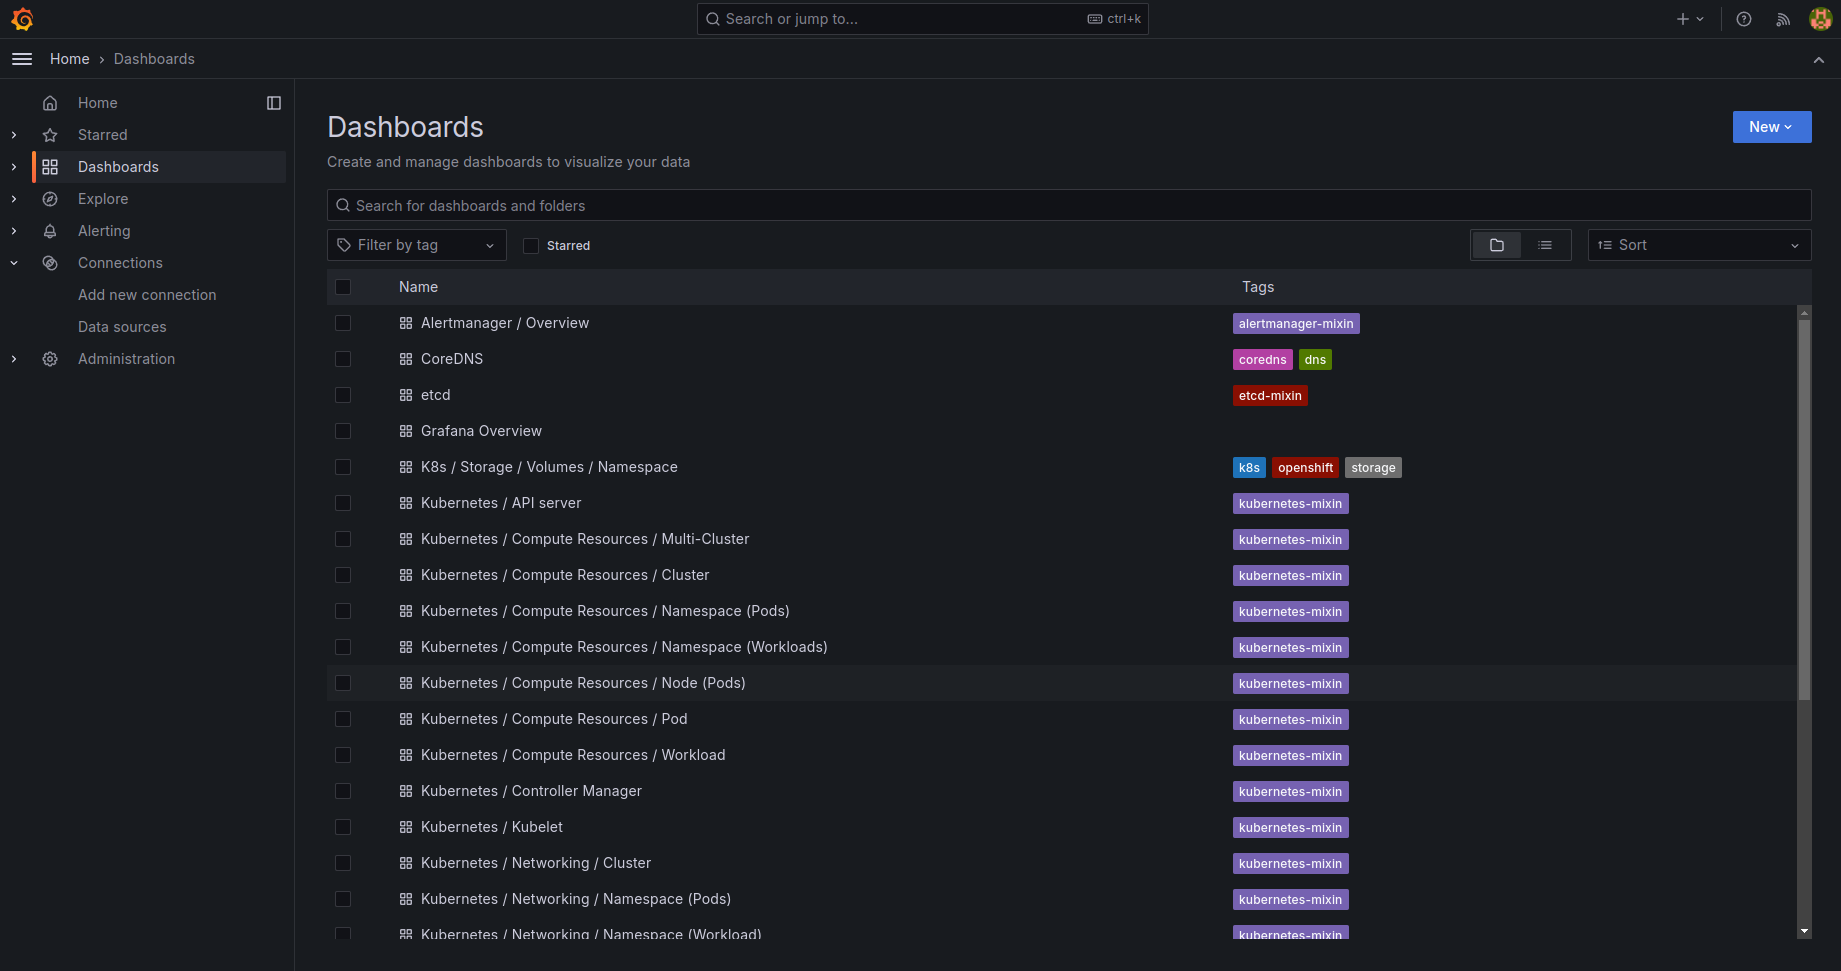 Search or jump to...
ctrl+k
Home > Dashboards
Home
Starred
Dashboards
Explore
Alerting
Connections
Add new connection
Data sources
Administration
Dashboards
New
Create and manage dashboards to visualize your data
Search for dashboards and folders
Filter by tag
Starred
Sort
Name Tags
Alertmanager / Overview alertmanager-mixin
CoreDNS coredns dns
etcd etcd-mixin
Grafana Overview
K8s / Storage / Volumes / Namespace k8s openshift storage
Kubernetes / API server kubernetes-mixin
Kubernetes / Compute Resources / Multi-Cluster kubernetes-mixin
Kubernetes / Compute Resources / Cluster kubernetes-mixin
Kubernetes / Compute Resources / Namespace (Pods) kubernetes-mixin
Kubernetes / Compute Resources / Namespace (Workloads) kubernetes-mixin
Kubernetes / Compute Resources / Node (Pods) kubernetes-mixin
Kubernetes / Compute Resources / Pod kubernetes-mixin
Kubernetes / Compute Resources / Workload kubernetes-mixin
Kubernetes / Controller Manager kubernetes-mixin
Kubernetes / Kubelet kubernetes-mixin
Kubernetes / Networking / Cluster kubernetes-mixin
Kubernetes / Networking / Namespace (Pods) kubernetes-mixin
Kubernetes / Networking / Namespace (Workload) kubernetes-mixin